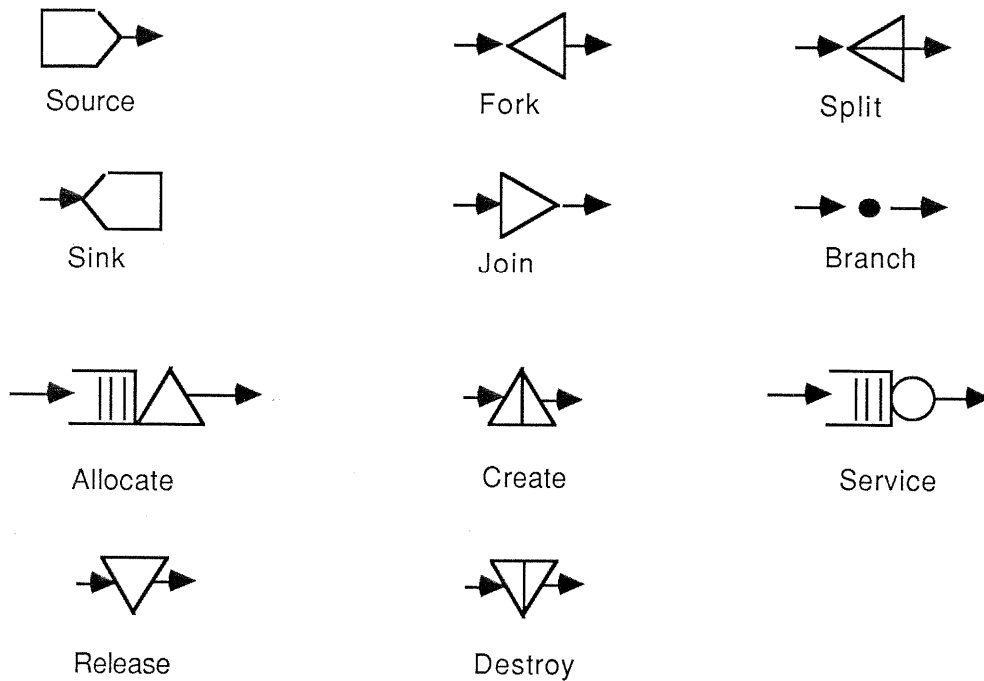 Source
Fork
Split
Sink
Join
Branch
Allocate
Create
Service
Release
Destroy